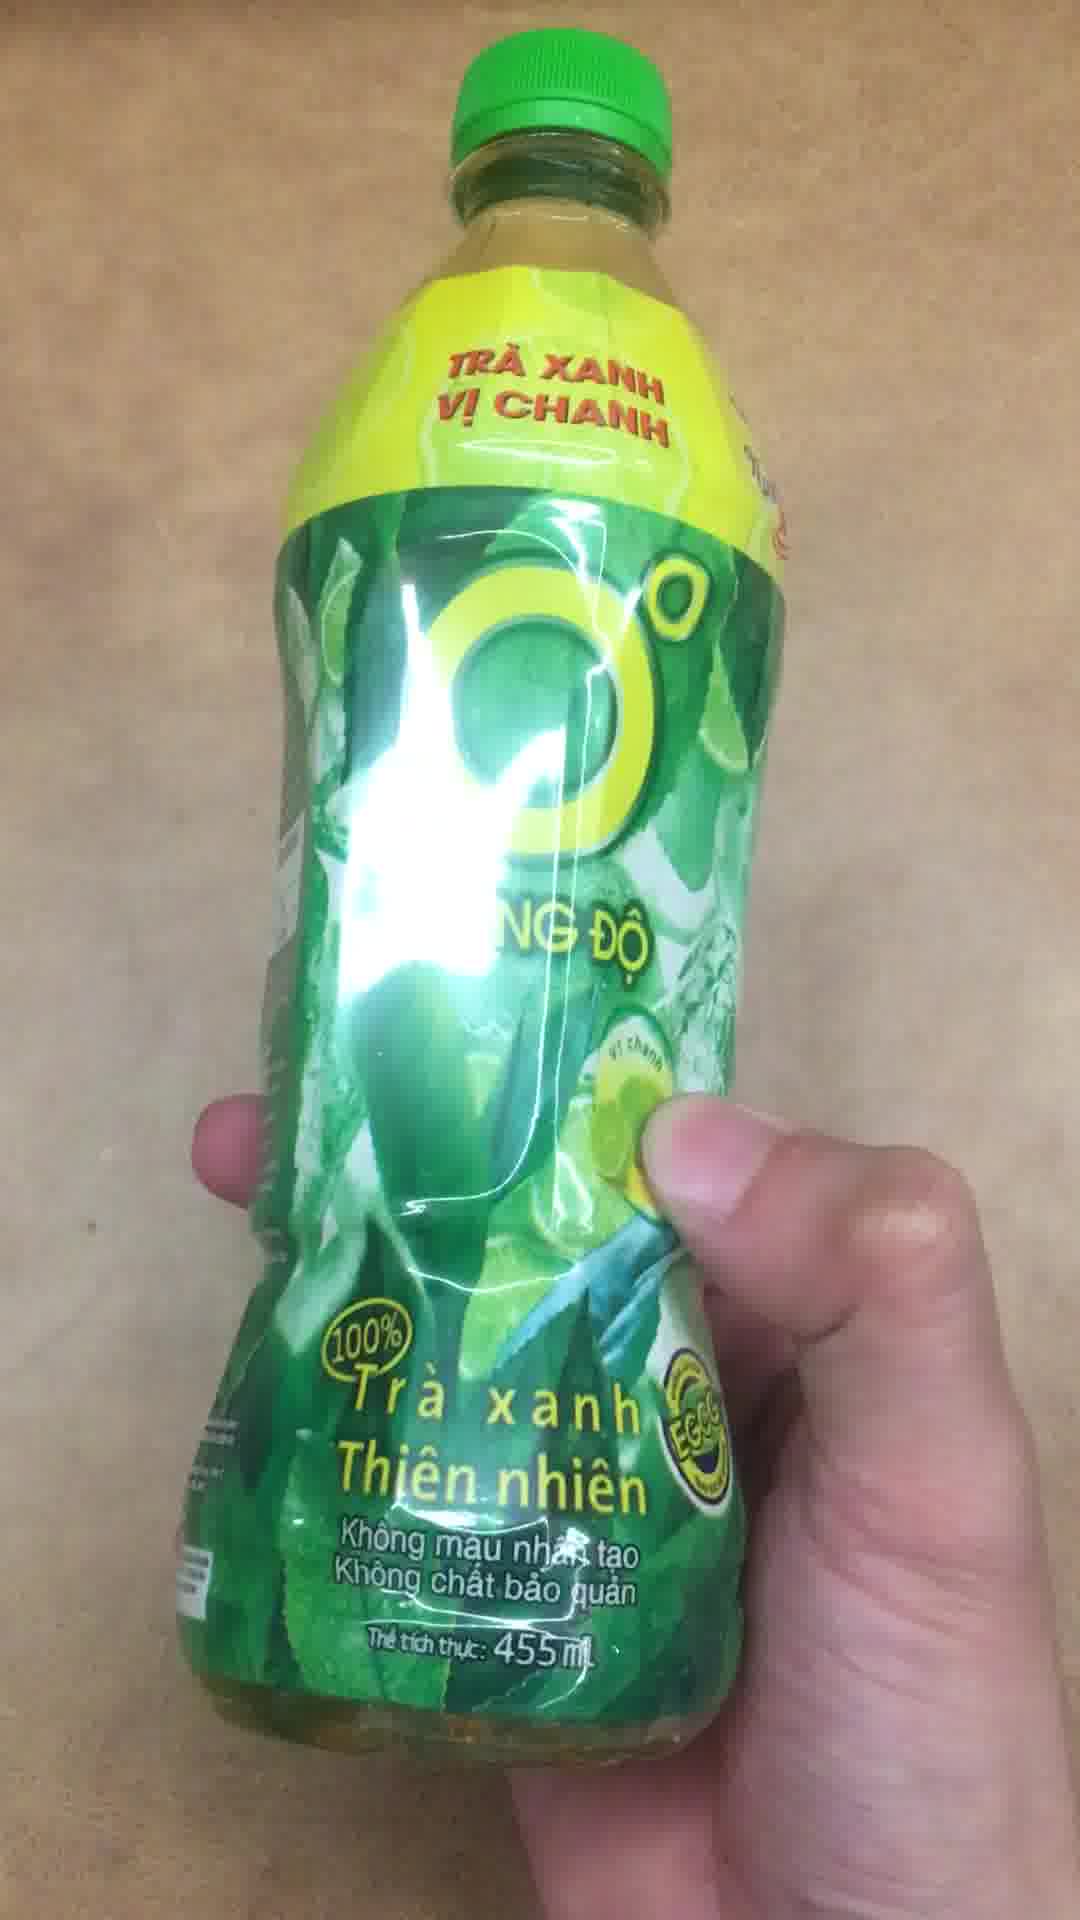 TRÀ XANH
VỊ CHANH
NG ĐỘ
Vị chanh
100%
Trà xanh
Thiên nhiên
EGCG
Không màu nhân tạo
Không chất bảo quản
Thể tích thực: 455ml